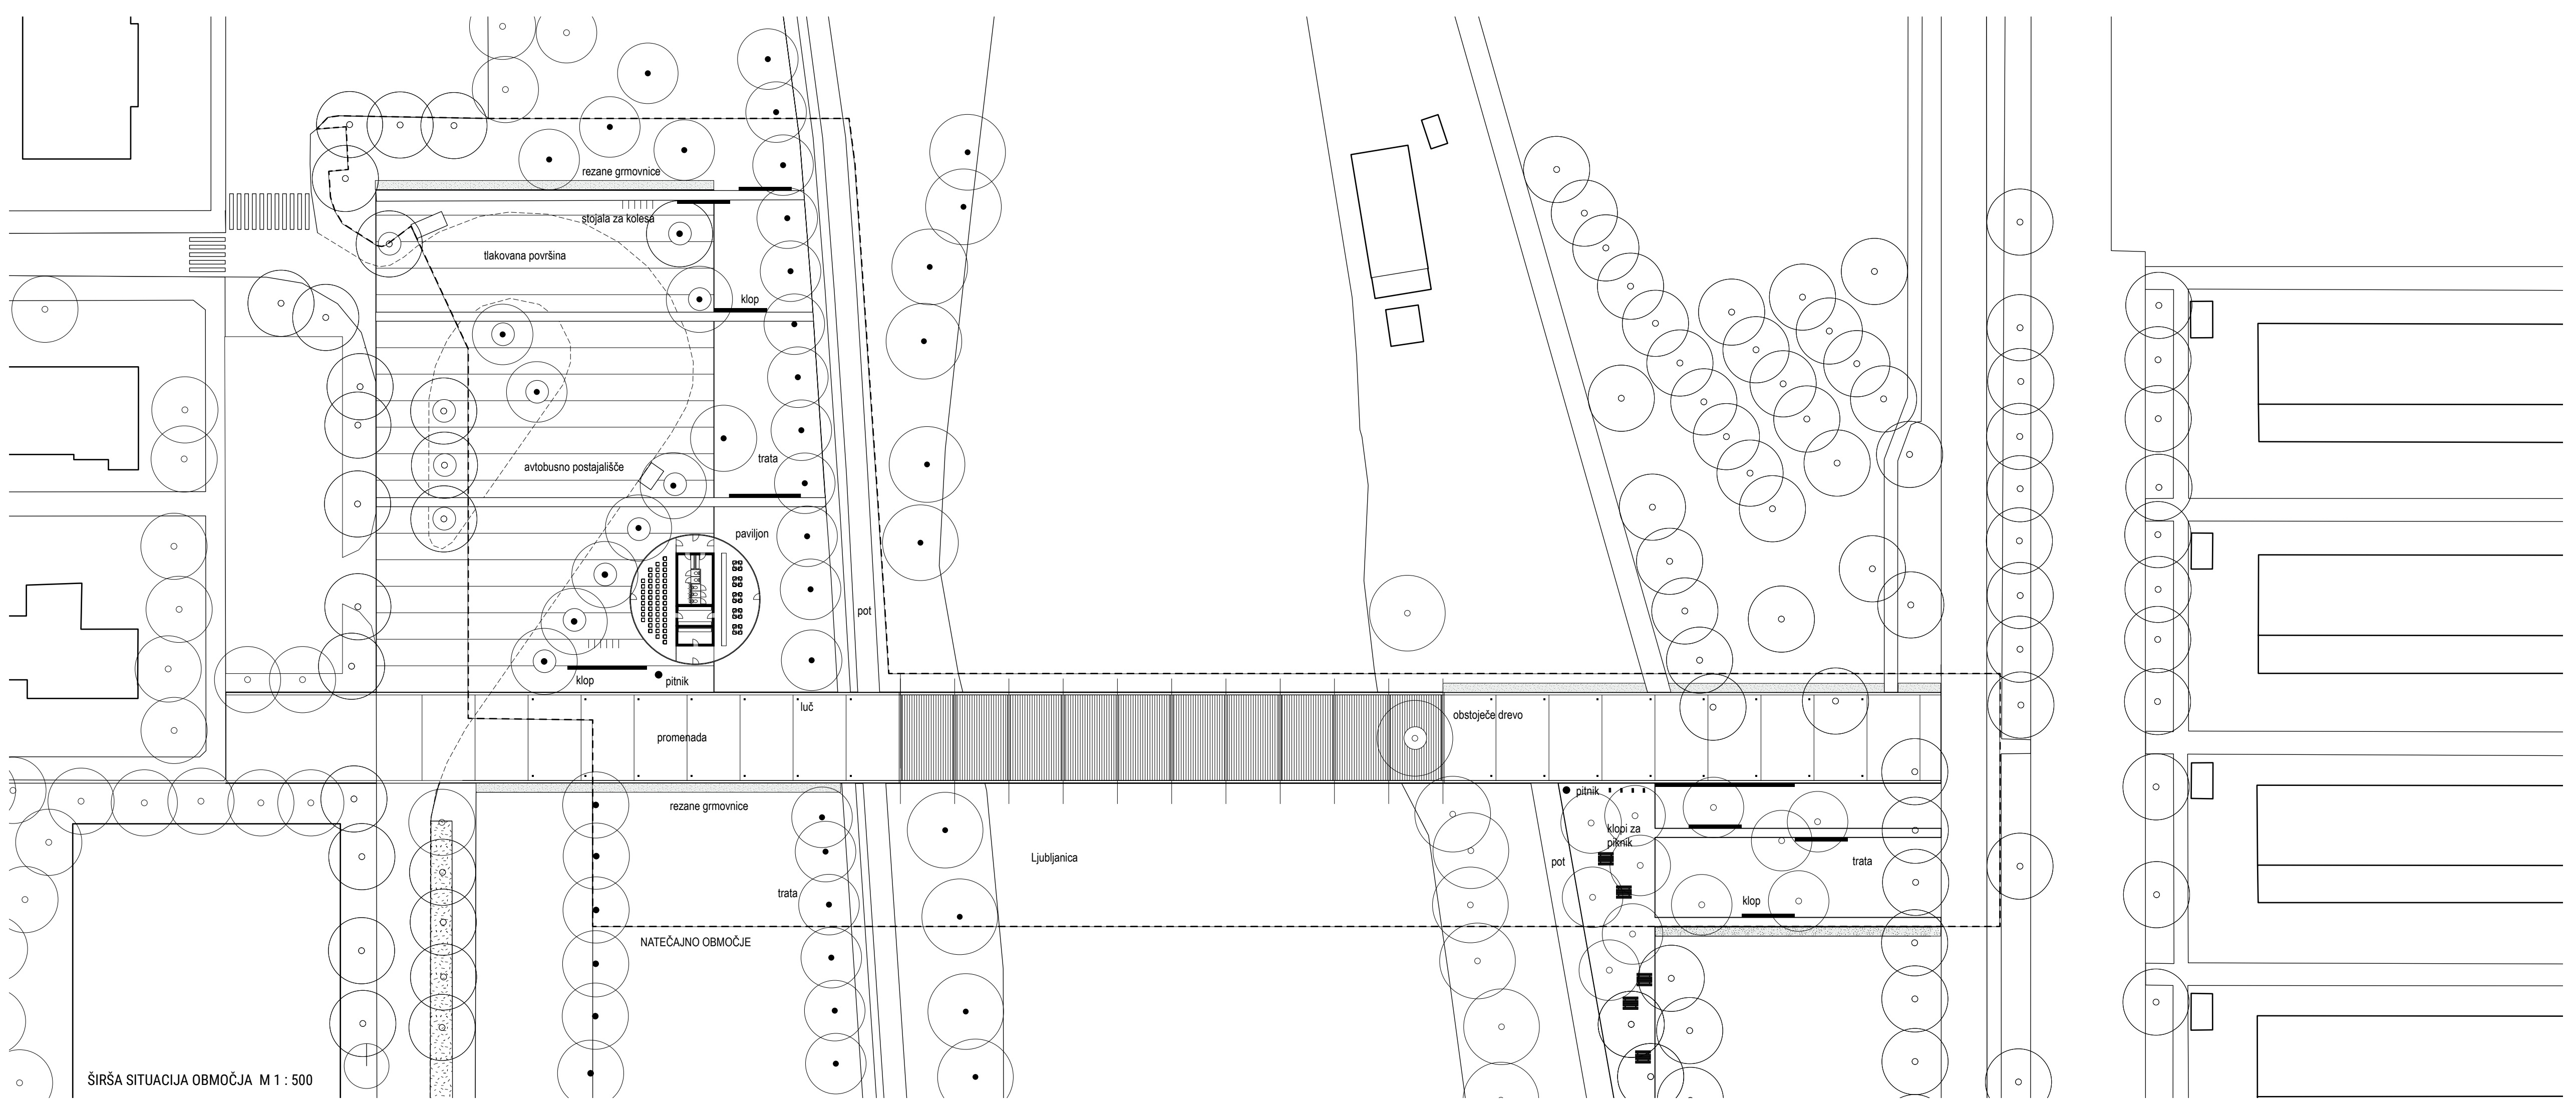 rezane grmovnice
stojala za kolesa
tlakovana površina
klop
trata
avtobusno postajališče
paviljon
pot
klop
pitnik
luč
obstoječe drevo
promenada
pitnik
rezane grmovnice
klopi za
piknik
Ljubljanica
pot
trata
trata
klop
NATEČAJNO OBMOČJE
ŠIRŠA SITUACIJA OBMOČJA M 1 : 500